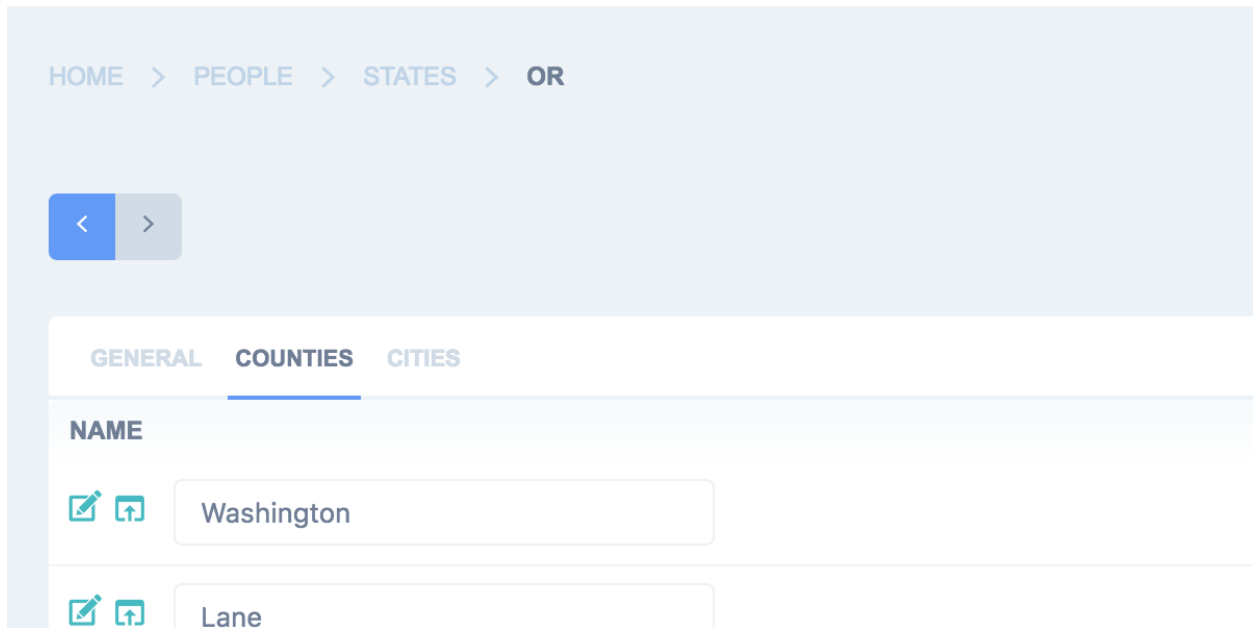 HOME > PEOPLE > STATES > OR
< >
GENERAL COUNTIES CITIES
NAME
Washington
Lane